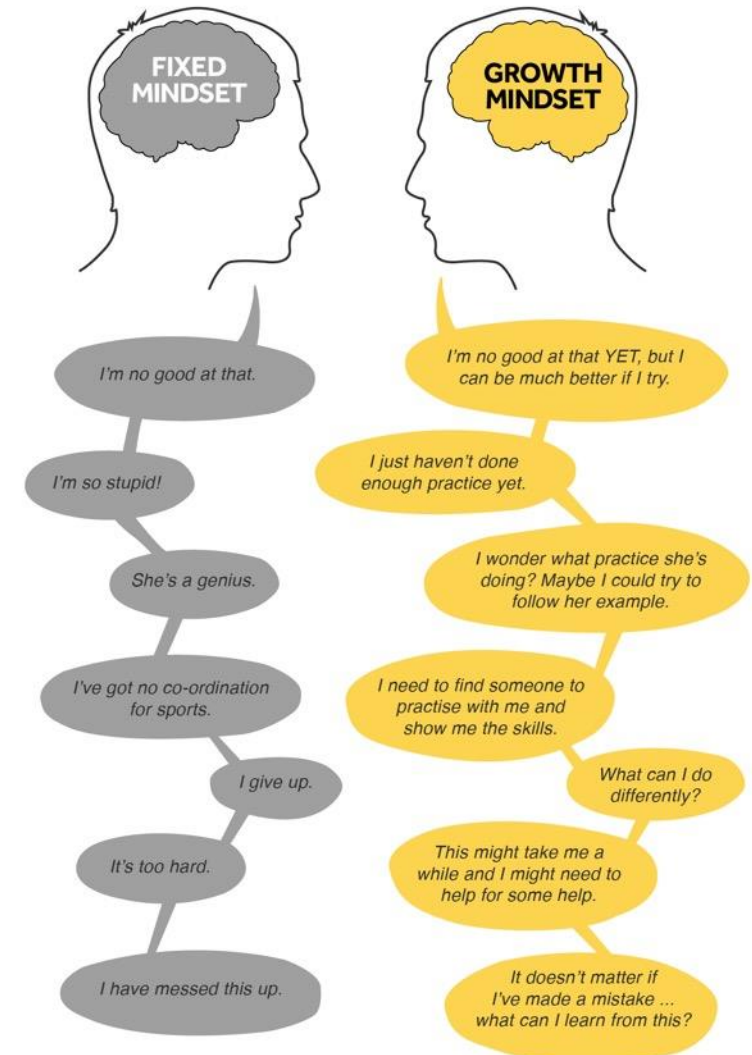 FIXED
MINDSET
I'm no good at that.
I'm so stupid!
She's a genius.
I've got no co-ordination
for sports.
I give up.
It's too hard.
I have messed this up.
GROWTH
MINDSET
I'm no good at that YET, but I
can be much better if I try.
I just haven't done
enough practice yet.
I wonder what practice she's
doing? Maybe I could try to
follow her example.
I need to find someone to
practise with me and
show me the skills.
What can I do
differently?
This might take me a
while and I might need to
help for some help.
It doesn't matter if
I've made a mistake ...
what can I learn from this?